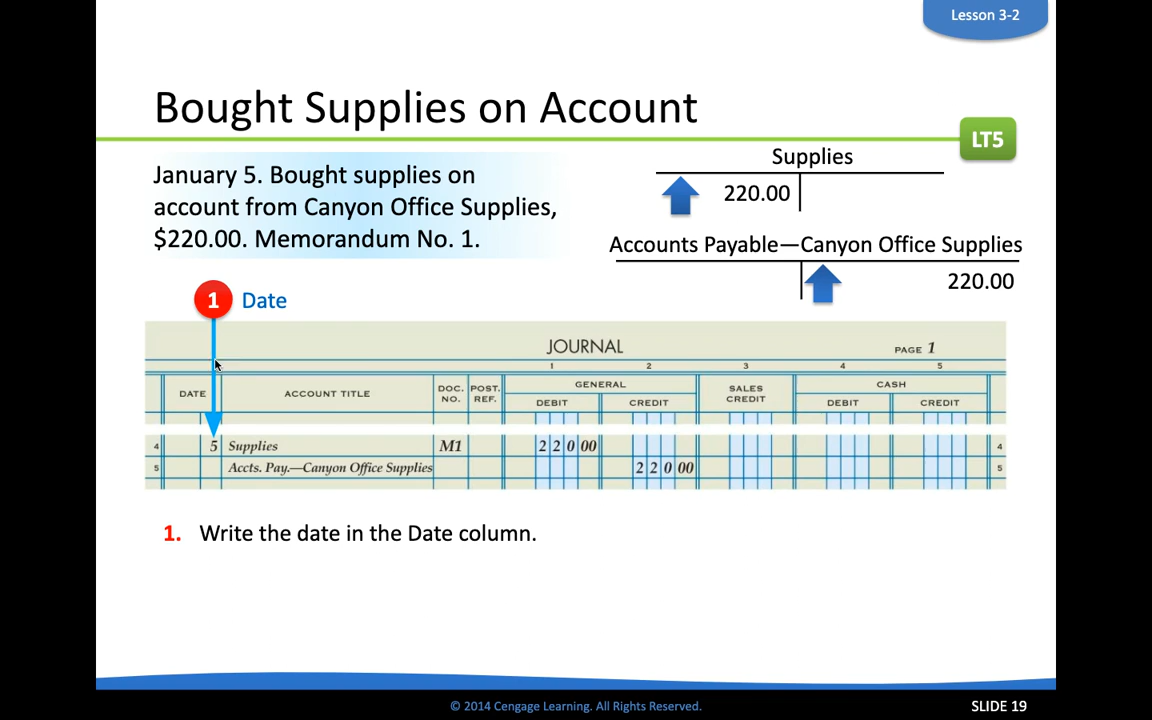 Lesson 3-2
Bought Supplies on Account
LT5
January 5. Bought supplies on
account from Canyon Office Supplies,
$220.00. Memorandum No. 1.
Supplies
220.00
Accounts Payable—Canyon Office Supplies
220.00
1 Date
JOURNAL PAGE 1
1 2 3 4 5
DATE ACCOUNT TITLE DOC. NO. POST. REF. GENERAL DEBIT CREDIT SALES CREDIT CASH DEBIT CREDIT
4 5 Supplies M1 2 2 0 00 4
5 Accts. Pay.—Canyon Office Supplies 2 2 0 00 5
1. Write the date in the Date column.
© 2014 Cengage Learning. All Rights Reserved.
SLIDE 19